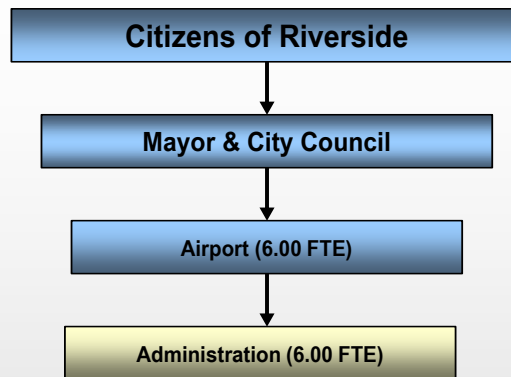 Citizens of Riverside
Mayor & City Council
Airport (6.00 FTE)
Administration (6.00 FTE)